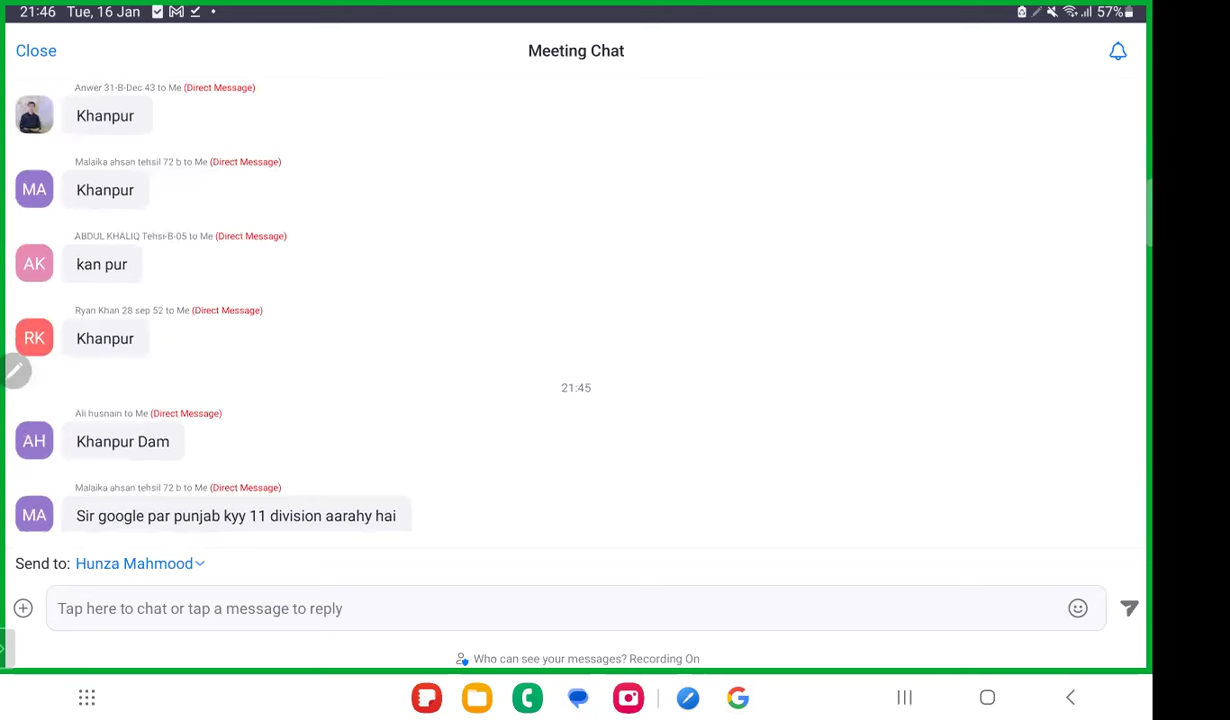 21:46 Tue, 16 Jan 57%
Close
Meeting Chat
Anwer 31-B-Dec 43 to Me (Direct Message)
Khanpur
Malaika ahsan tehsil 72 b to Me (Direct Message)
MA
Khanpur
ABDUL KHALIQ Tehsi-B-05 to Me (Direct Message)
AK
kan pur
Ryan Khan 28 sep 52 to Me (Direct Message)
RK
Khanpur
21:45
Ali husnain to Me (Direct Message)
AH
Khanpur Dam
Malaika ahsan tehsil 72 b to Me (Direct Message)
MA
Sir google par punjab kyy 11 division aarahy hai
Send to: Hunza Mahmood
Tap here to chat or tap a message to reply
Who can see your messages? Recording On